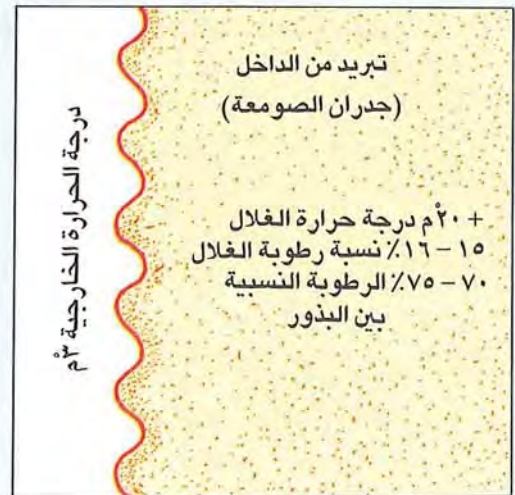 تبريد من الداخل
(جدران الصومعة)
+ ٢٠ْم درجة حرارة الغلال
١٥ – ١٦٪ نسبة رطوبة الغلال
٧٠ – ٧٥٪ الرطوبة النسبية
بين البذور
درجة الحرارة الخارجية ٣ْم